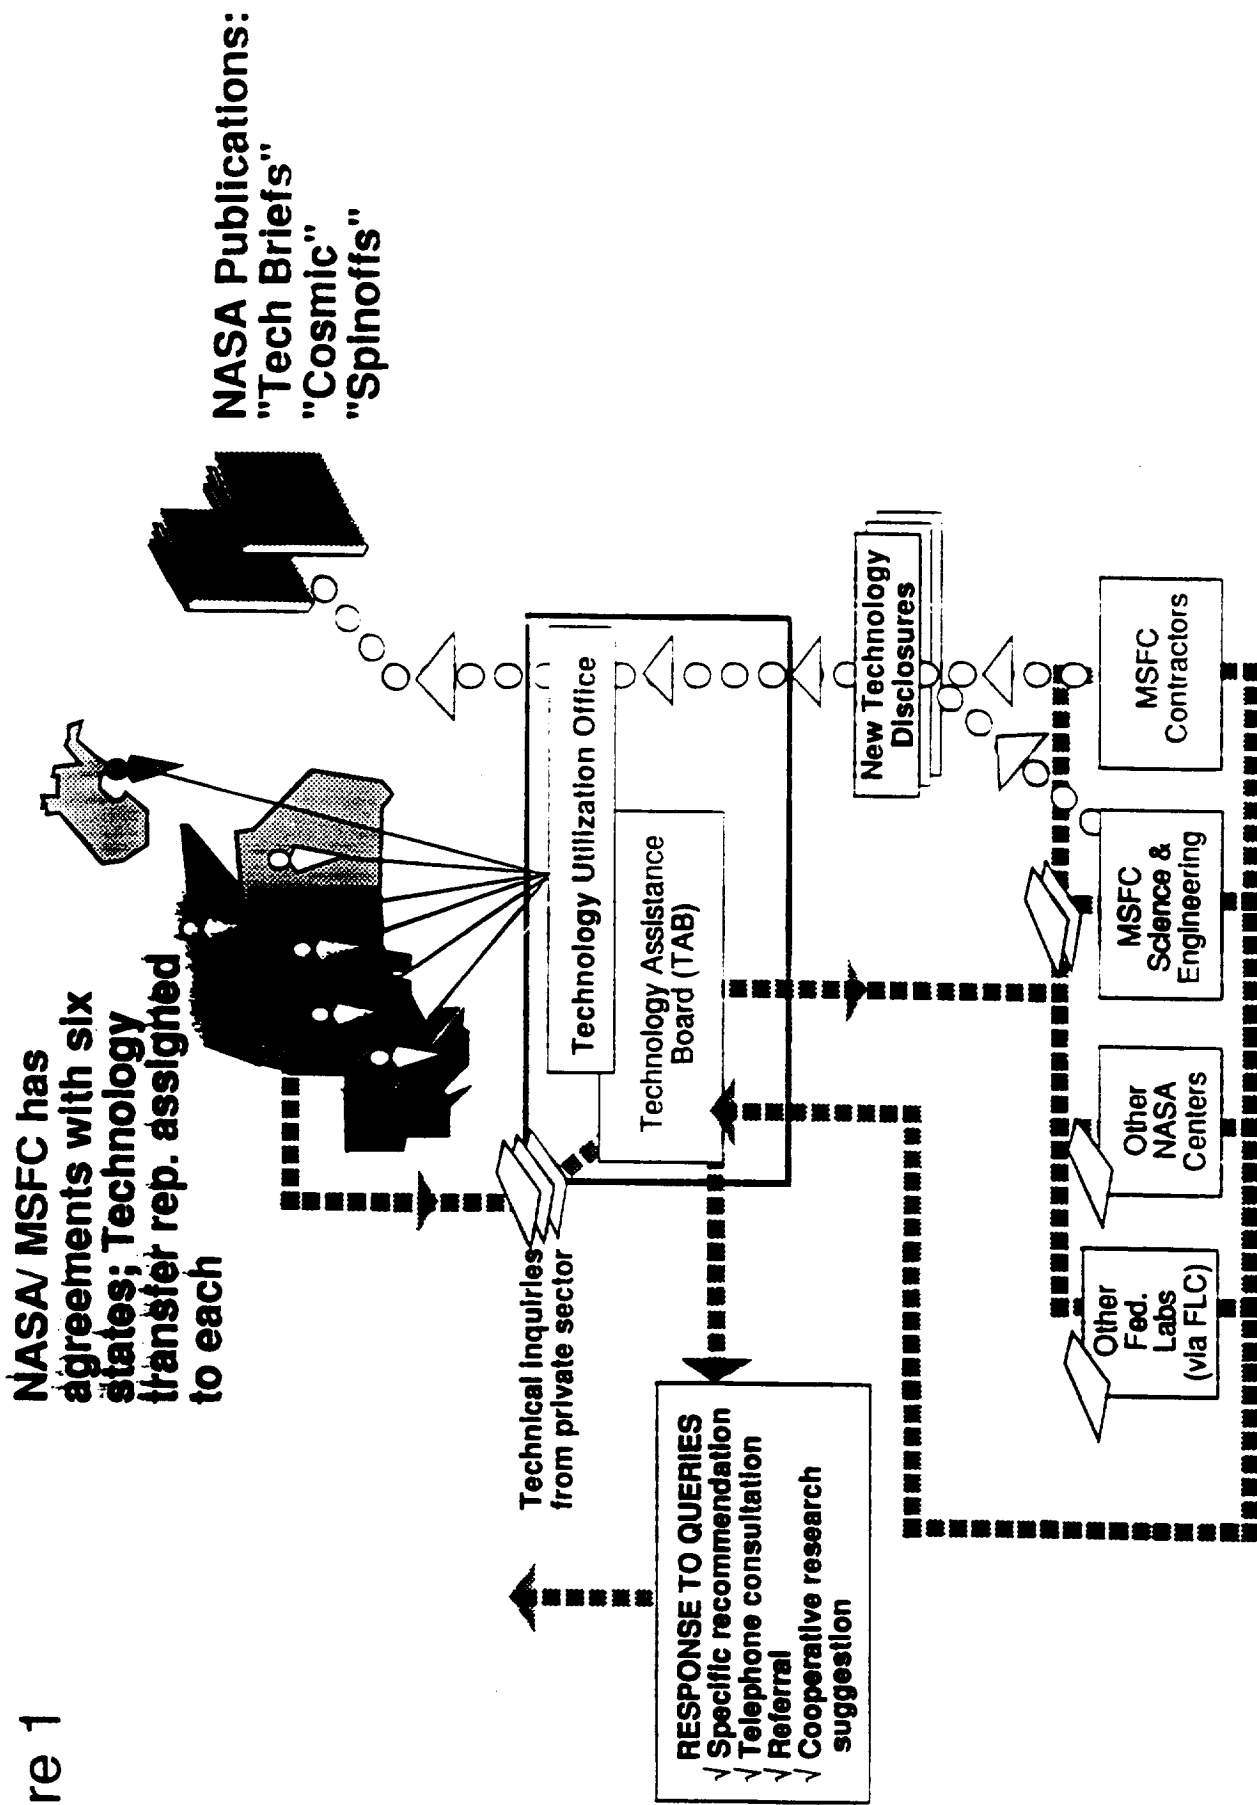 re 1
NASA/ MSFC has
agreements with six
states; Technology
transfer rep. assigned
to each
NASA Publications:
"Tech Briefs"
"Cosmic"
"Spinoffs"
Technical inquiries
from private sector
Technology Utilization Office
Technology Assistance
Board (TAB)
RESPONSE TO QUERIES
√ Specific recommendation
√ Telephone consultation
√ Referral
√ Cooperative research
suggestion
New Technology
Disclosures
Other
Fed.
Labs
(via FLC)
Other
NASA
Centers
MSFC
Science &
Engineering
MSFC
Contractors